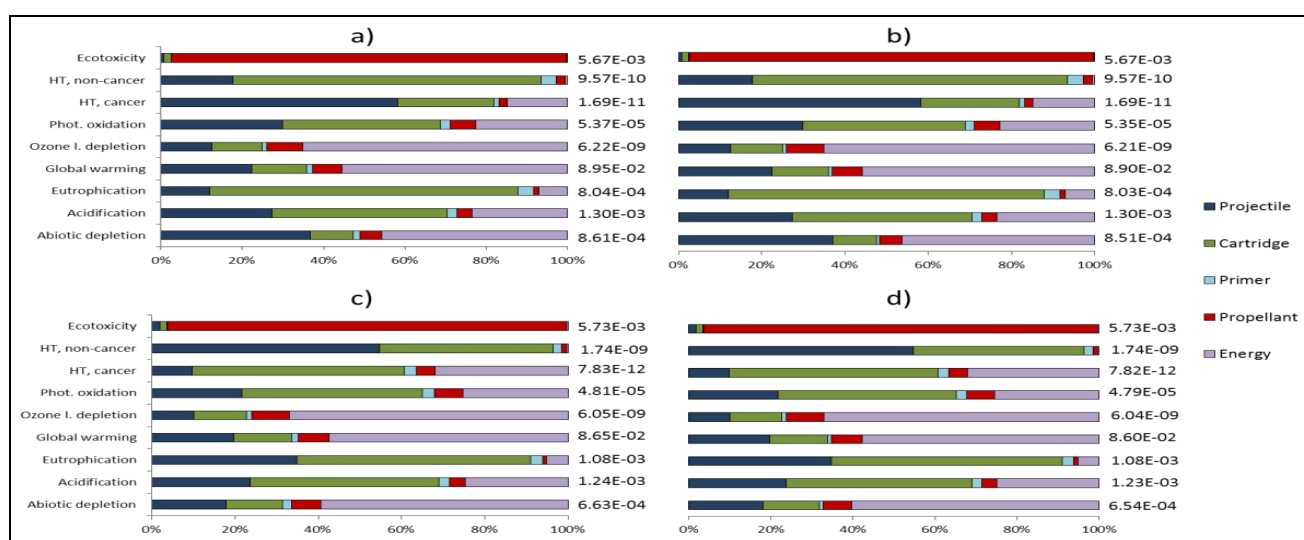 a)
Ecotoxicity 5.67E-03
HT, non-cancer 9.57E-10
HT, cancer 1.69E-11
Phot. oxidation 5.37E-05
Ozone l. depletion 6.22E-09
Global warming 8.95E-02
Eutrophication 8.04E-04
Acidification 1.30E-03
Abiotic depletion 8.61E-04
0% 20% 40% 60% 80% 100%
b)
5.67E-03
9.57E-10
1.69E-11
5.35E-05
6.21E-09
8.90E-02
8.03E-04
1.30E-03
8.51E-04
0% 20% 40% 60% 80% 100%
Projectile
Cartridge
Primer
Propellant
Energy
c)
Ecotoxicity 5.73E-03
HT, non-cancer 1.74E-09
HT, cancer 7.83E-12
Phot. oxidation 4.81E-05
Ozone l. depletion 6.05E-09
Global warming 8.65E-02
Eutrophication 1.08E-03
Acidification 1.24E-03
Abiotic depletion 6.63E-04
0% 20% 40% 60% 80% 100%
d)
5.73E-03
1.74E-09
7.82E-12
4.79E-05
6.04E-09
8.60E-02
1.08E-03
1.23E-03
6.54E-04
0% 20% 40% 60% 80% 100%